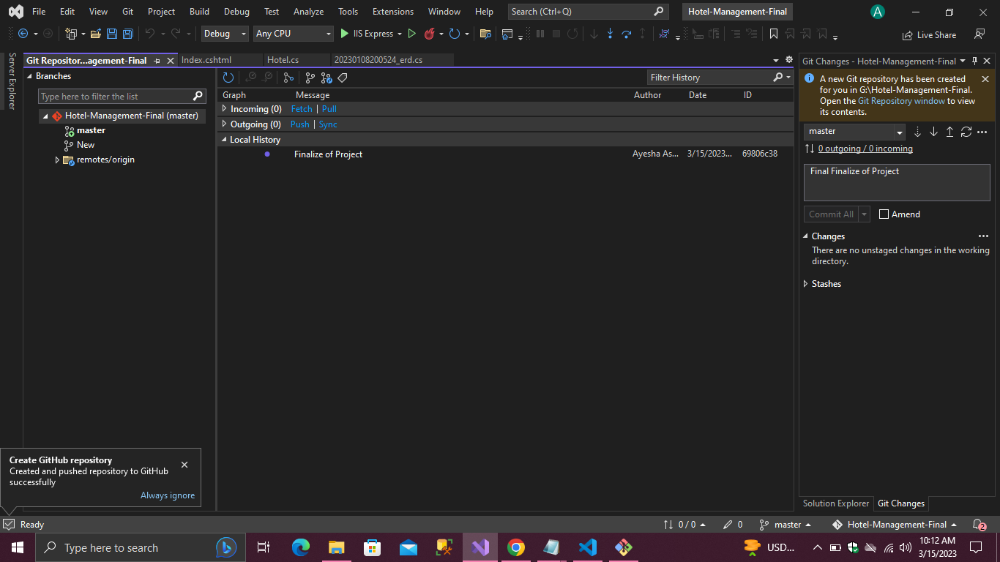 File Edit View Git Project Build Debug Test Analyze Tools Extensions Window Help Search (Ctrl+Q) Hotel-Management-Final A
Debug Any CPU IIS Express Live Share
Server Explorer
Git Repositor...agement-Final Index.cshtml Hotel.cs 20230108200524_erd.cs
Branches
Type here to filter the list
Hotel-Management-Final (master)
master
New
remotes/origin
Filter History
Graph Message Author Date ID
Incoming (0) Fetch | Pull
Outgoing (0) Push | Sync
Local History
Finalize of Project Ayesha As... 3/15/2023... 69806c38
Git Changes - Hotel-Management-Final
A new Git repository has been created
for you in G:\Hotel-Management-Final.
Open the Git Repository window to view
its contents.
master
0 outgoing / 0 incoming
Final Finalize of Project
Commit All Amend
Changes
There are no unstaged changes in the working
directory.
Stashes
Create GitHub repository
Created and pushed repository to GitHub
successfully
Always ignore
Solution Explorer Git Changes
Ready 0 / 0 0 master Hotel-Management-Final 2
Type here to search USD... 10:12 AM
3/15/2023